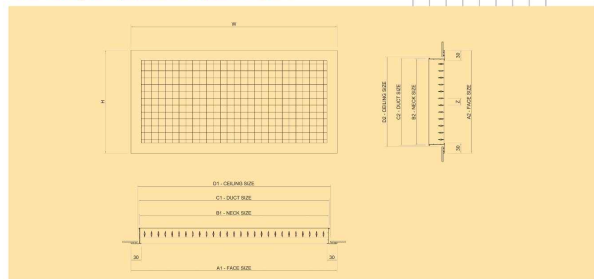 W
H
D2 - CEILING SIZE
C2 - DUCT SIZE
B2 - NECK SIZE
30
Z
30
A2 - FACE SIZE
D1 - CEILING SIZE
C1 - DUCT SIZE
B1 - NECK SIZE
30
30
A1 - FACE SIZE